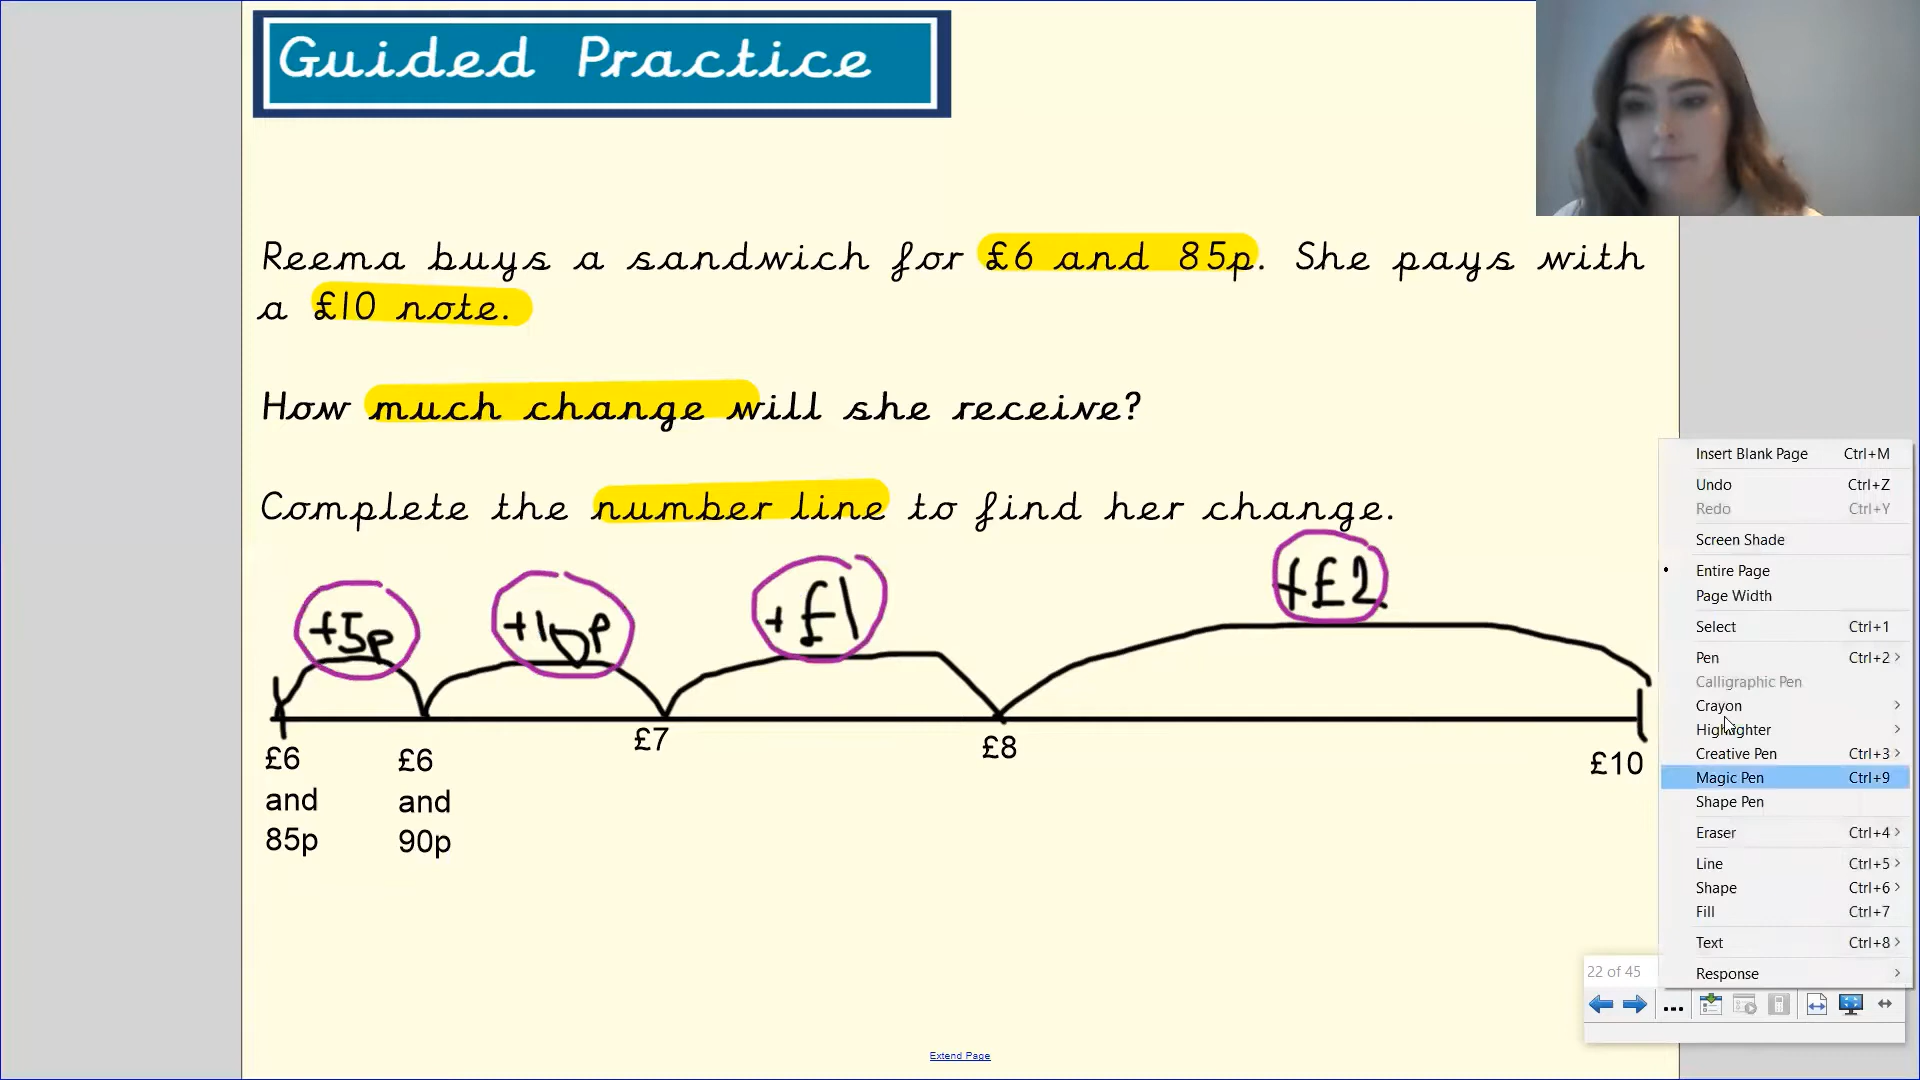 Guided Practice
Reema buys a sandwich for £6 and 85p. She pays with
a £10 note.
How much change will she receive?
Complete the number line to find her change.
+5p +10p +£1 +£2
£6 and 85p
£6 and 90p
£7
£8
£10
Insert Blank Page Ctrl+M
Undo Ctrl+Z
Redo Ctrl+Y
Screen Shade
Entire Page
Page Width
Select Ctrl+1
Pen Ctrl+2
Calligraphic Pen
Crayon
Highlighter
Creative Pen Ctrl+3
Magic Pen Ctrl+9
Shape Pen
Eraser Ctrl+4
Line Ctrl+5
Shape Ctrl+6
Fill Ctrl+7
Text Ctrl+8
Response
22 of 45
Extend Page